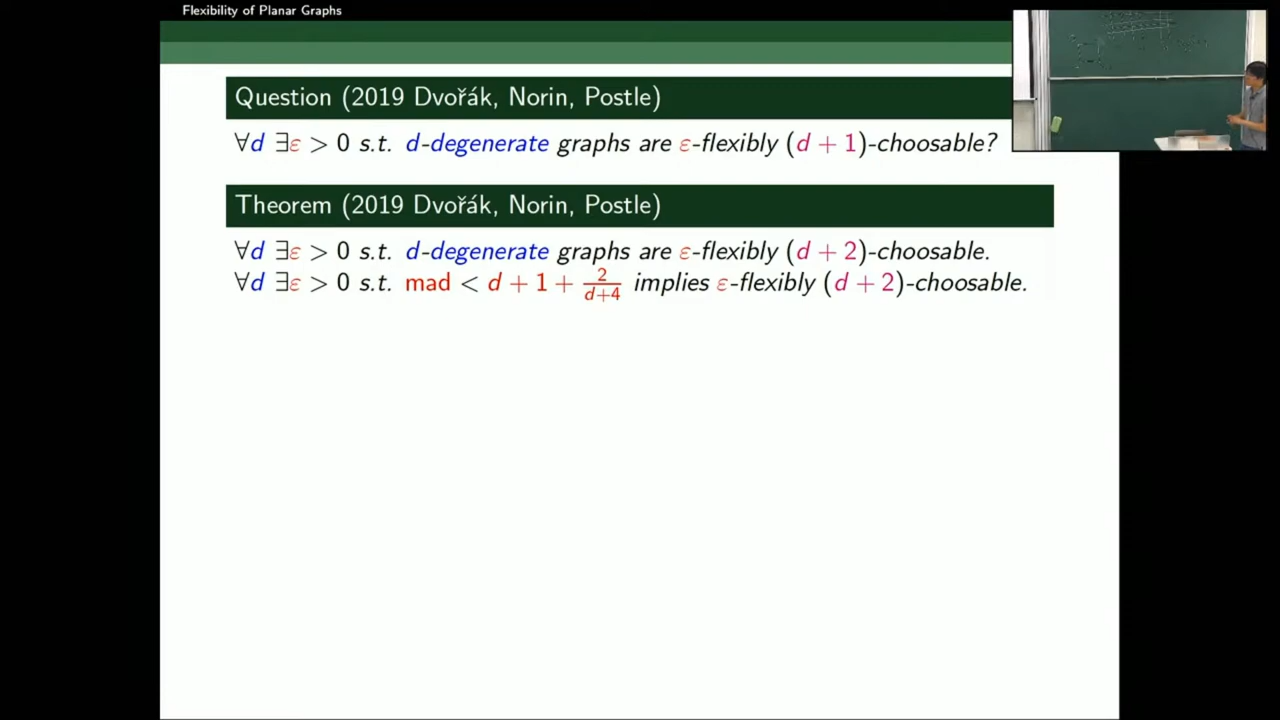 Flexibility of Planar Graphs
Question (2019 Dvořák, Norin, Postle)
∀d ∃ε > 0 s.t. d-degenerate graphs are ε-flexibly (d + 1)-choosable?
Theorem (2019 Dvořák, Norin, Postle)
∀d ∃ε > 0 s.t. d-degenerate graphs are ε-flexibly (d + 2)-choosable.
∀d ∃ε > 0 s.t. mad < d + 1 + 2/(d+4) implies ε-flexibly (d + 2)-choosable.